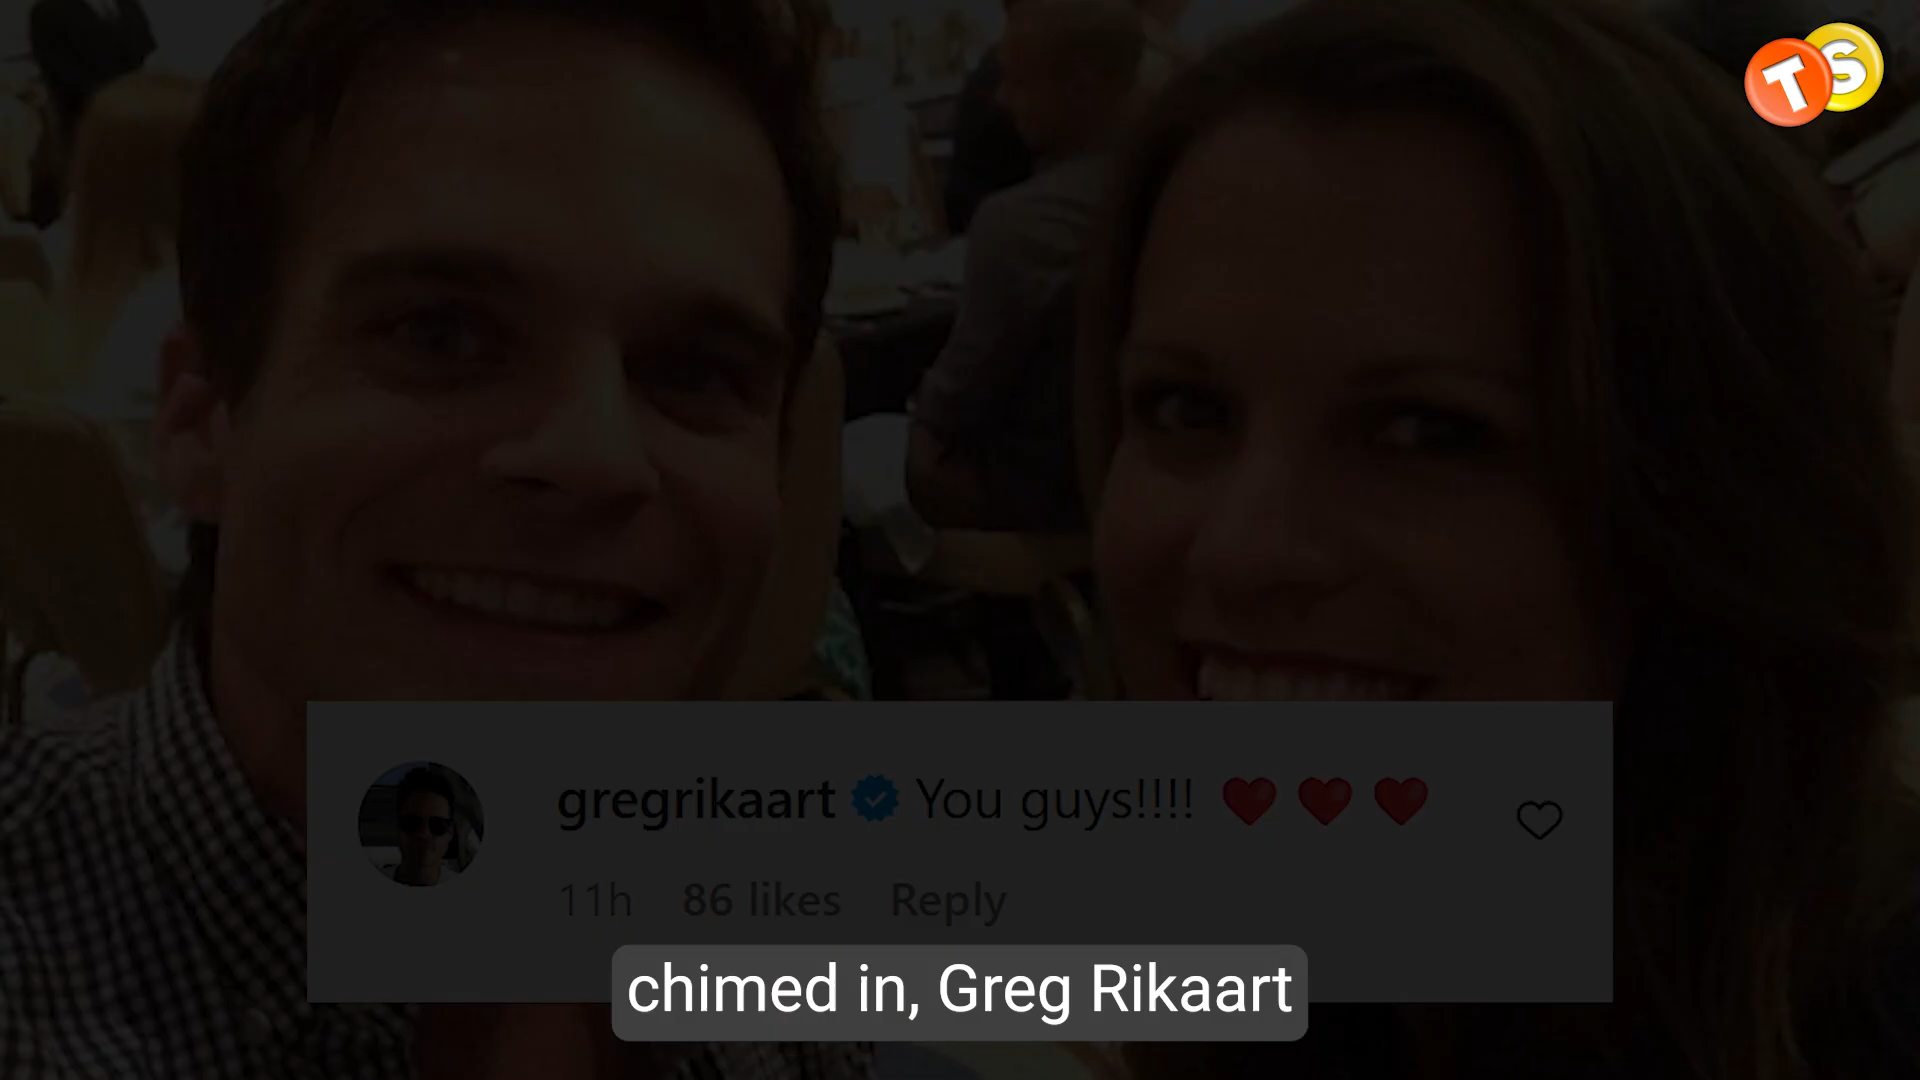 TS
gregrikaart You guys!!!! ❤️ ❤️ ❤️
11h 86 likes Reply
chimed in, Greg Rikaart